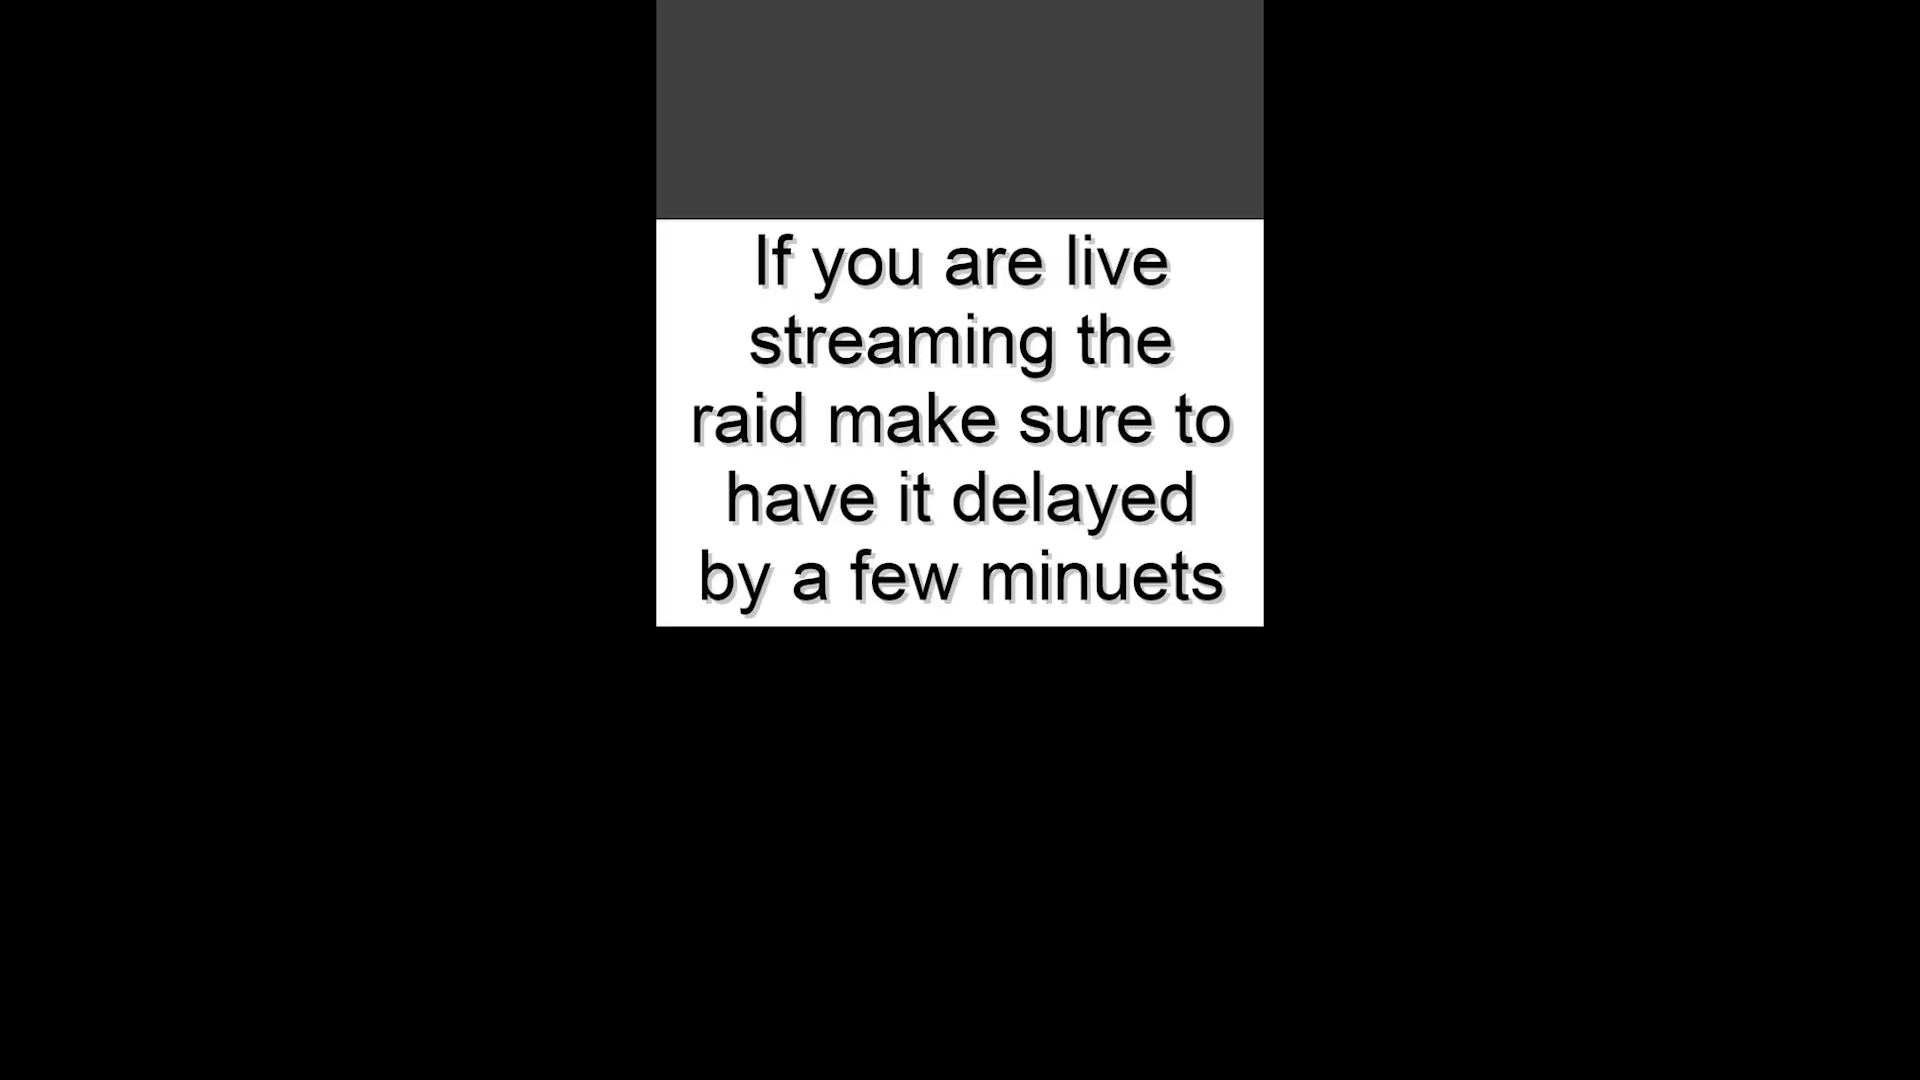 If you are live
streaming the
raid make sure to
have it delayed
by a few minuets